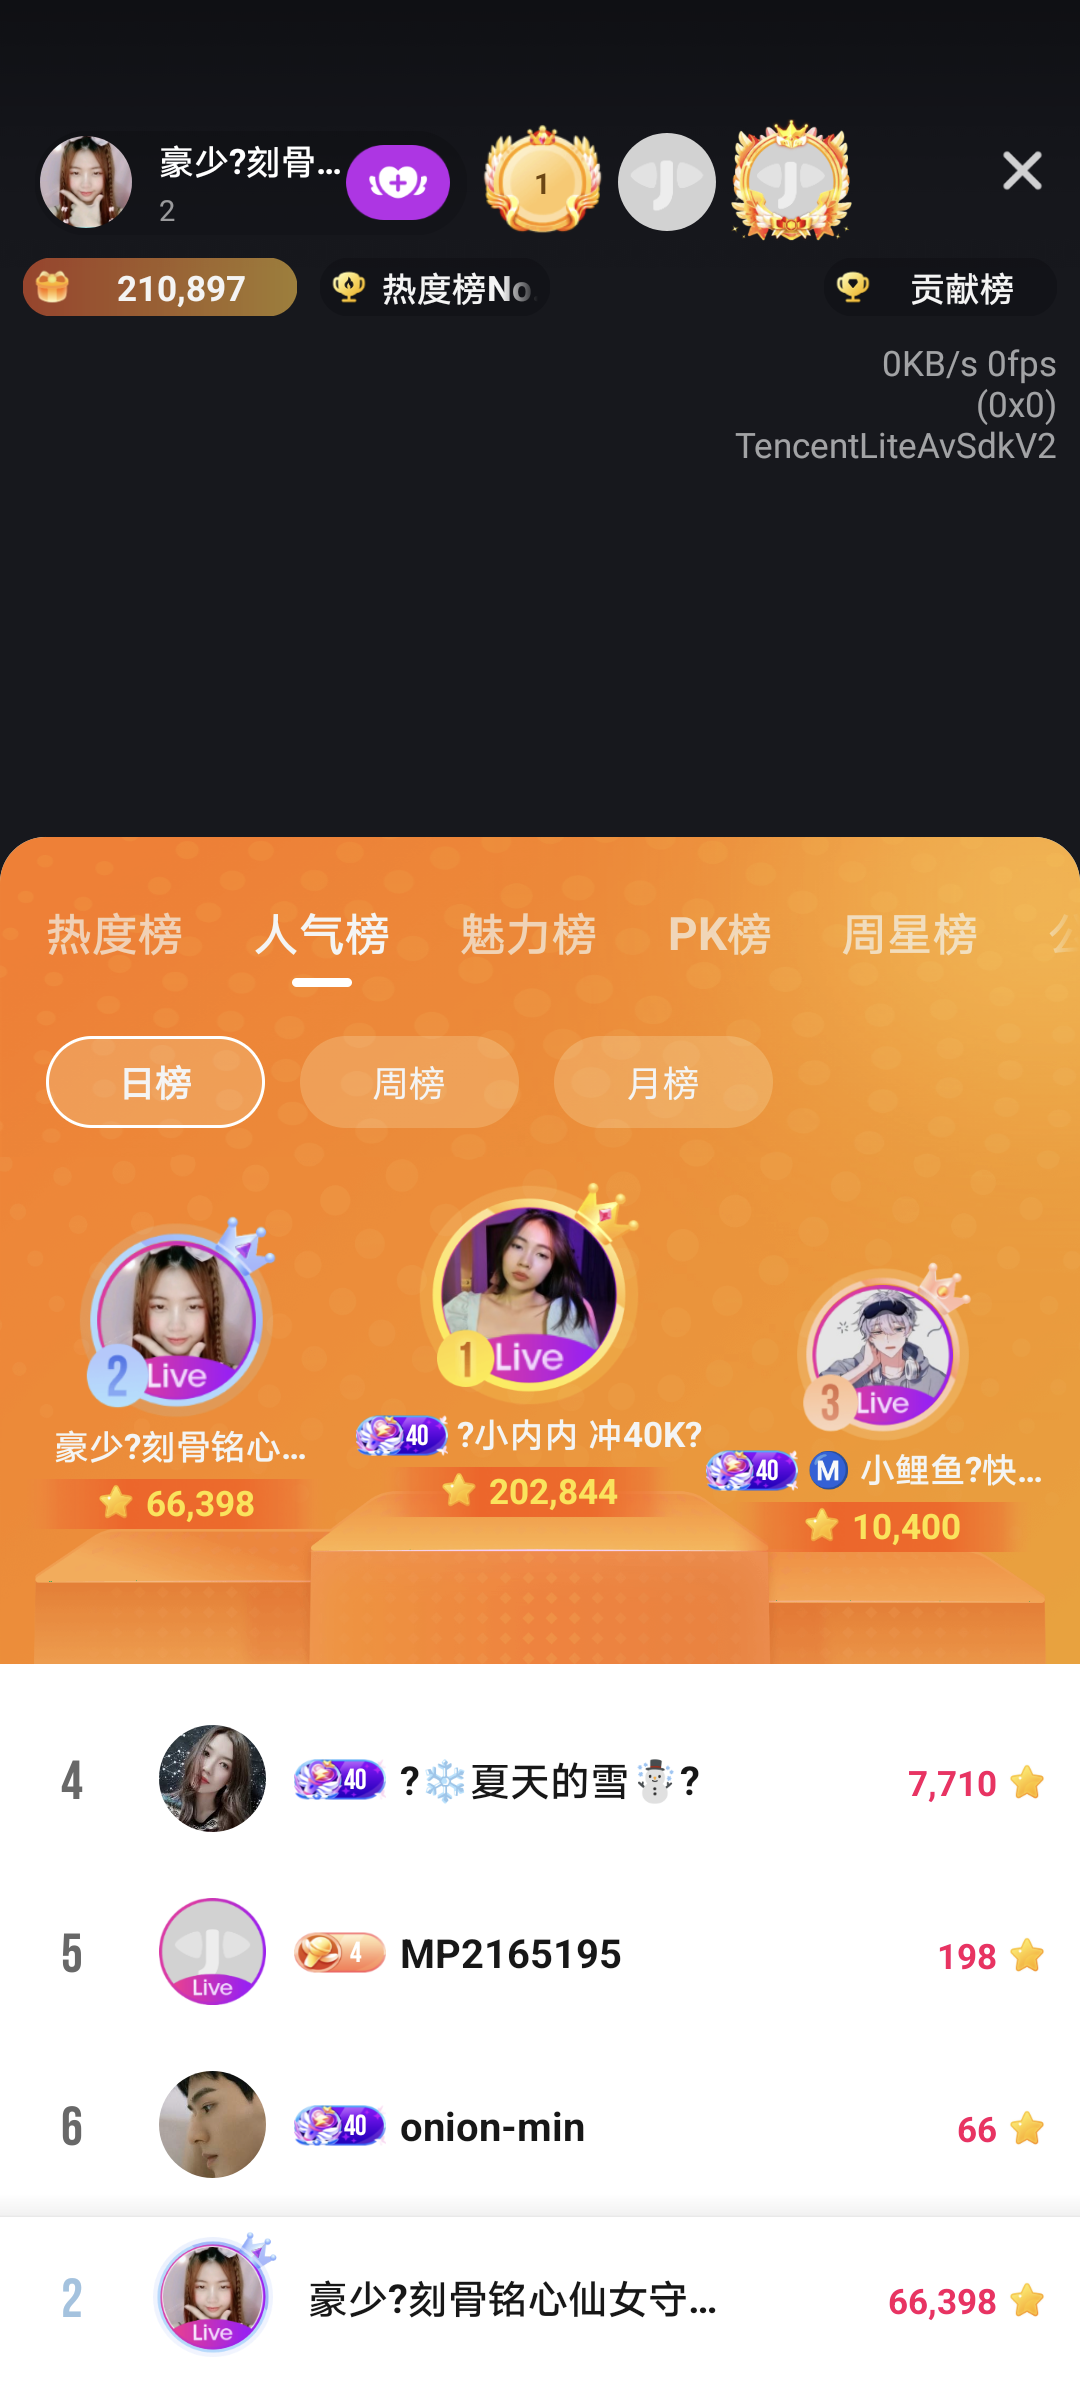 豪少?刻骨...
2
1
210,897
热度榜No.
贡献榜
0KB/s 0fps
(0x0)
TencentLiteAvSdkV2
热度榜 人气榜 魅力榜 PK榜 周星榜 公
日榜 周榜 月榜
2 Live
豪少?刻骨铭心...
66,398
1 Live
40 ?小内内 冲40K?
202,844
3 Live
40 M 小鲤鱼?快...
10,400
4 40 ?❄️夏天的雪☃️? 7,710
5 Live 4 MP2165195 198
6 40 onion-min 66
2 Live 豪少?刻骨铭心仙女守... 66,398